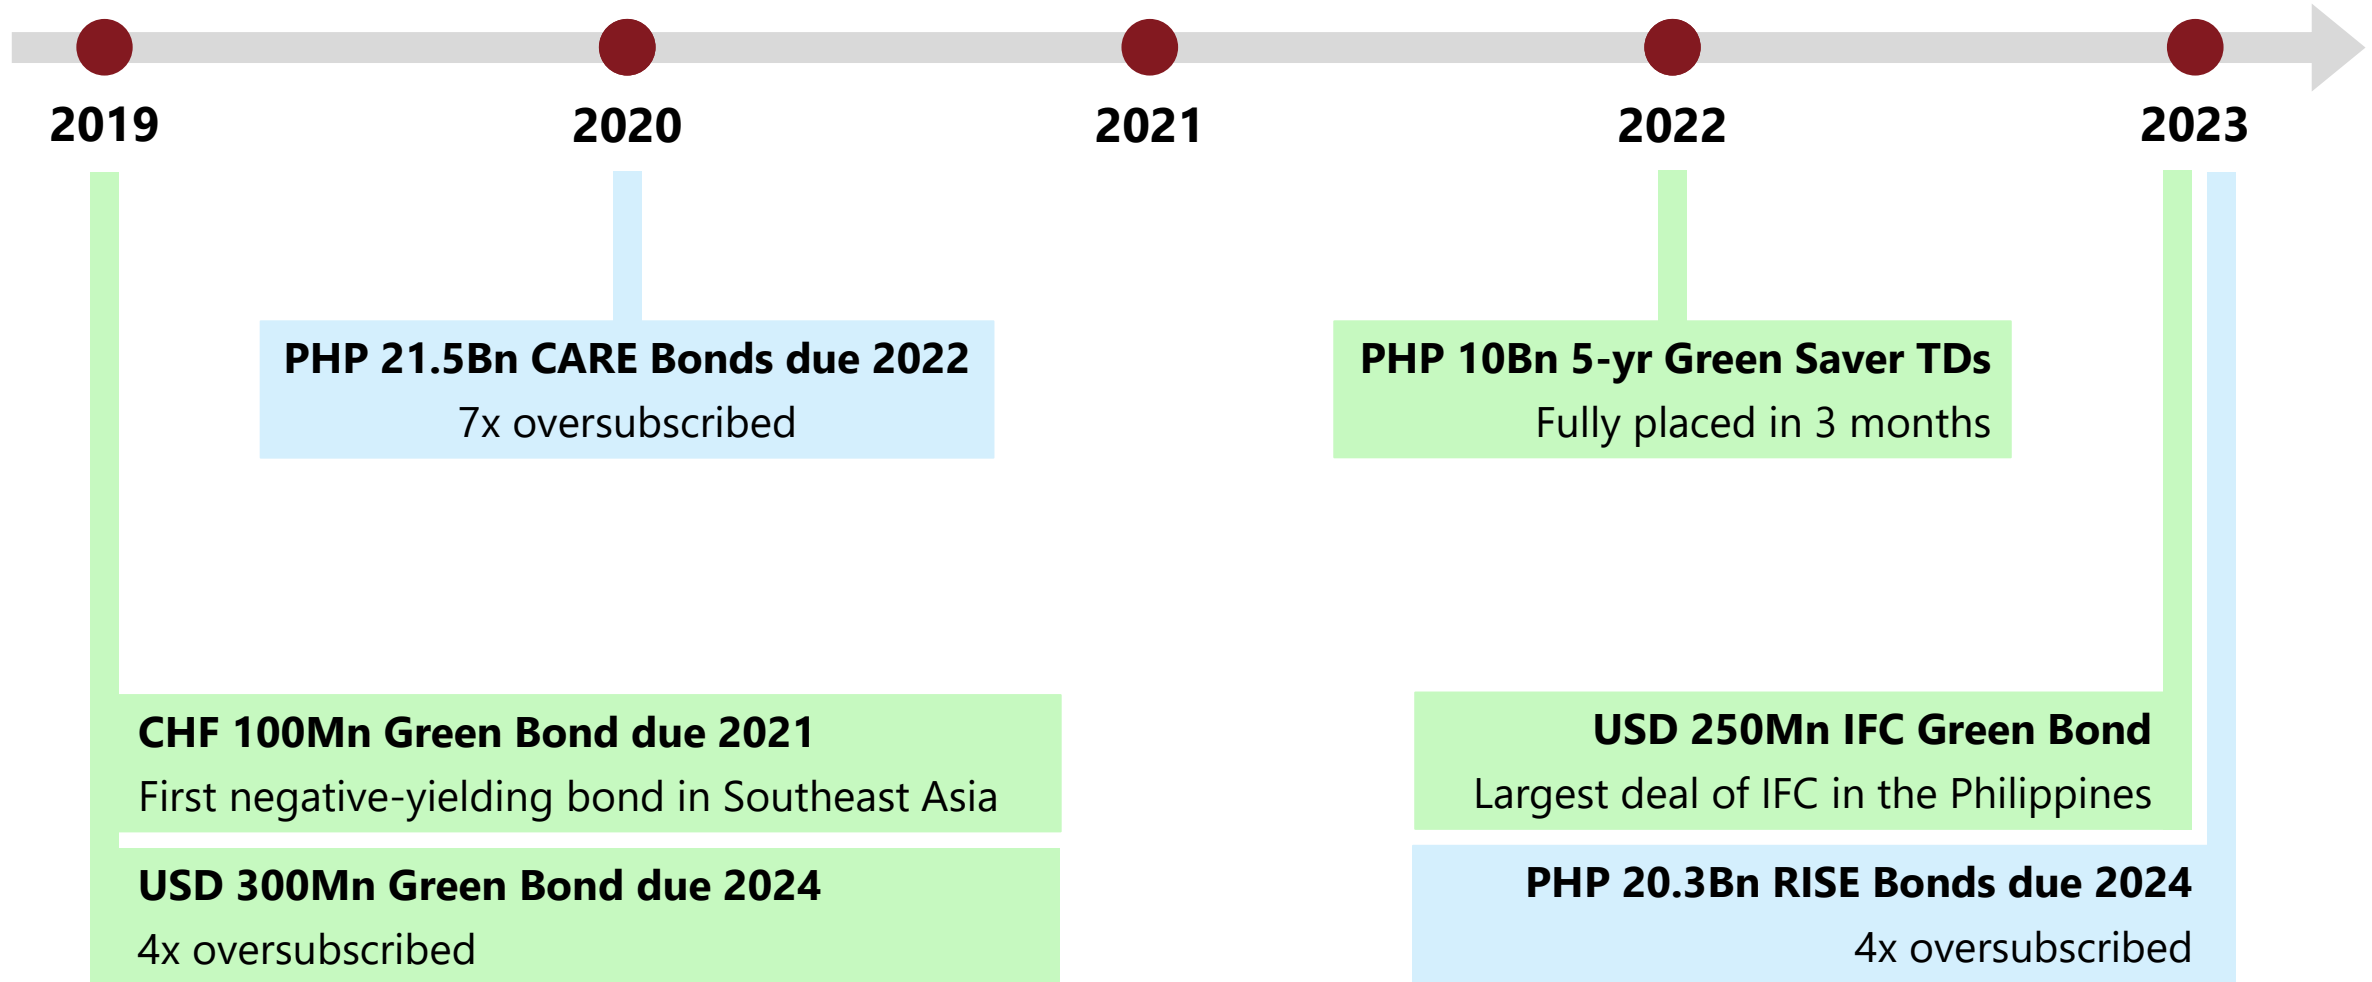 2019
2020
2021
2022
2023
PHP 21.5Bn CARE Bonds due 2022
7x oversubscribed
PHP 10Bn 5-yr Green Saver TDs
Fully placed in 3 months
CHF 100Mn Green Bond due 2021
First negative-yielding bond in Southeast Asia
USD 300Mn Green Bond due 2024
4x oversubscribed
USD 250Mn IFC Green Bond
Largest deal of IFC in the Philippines
PHP 20.3Bn RISE Bonds due 2024
4x oversubscribed